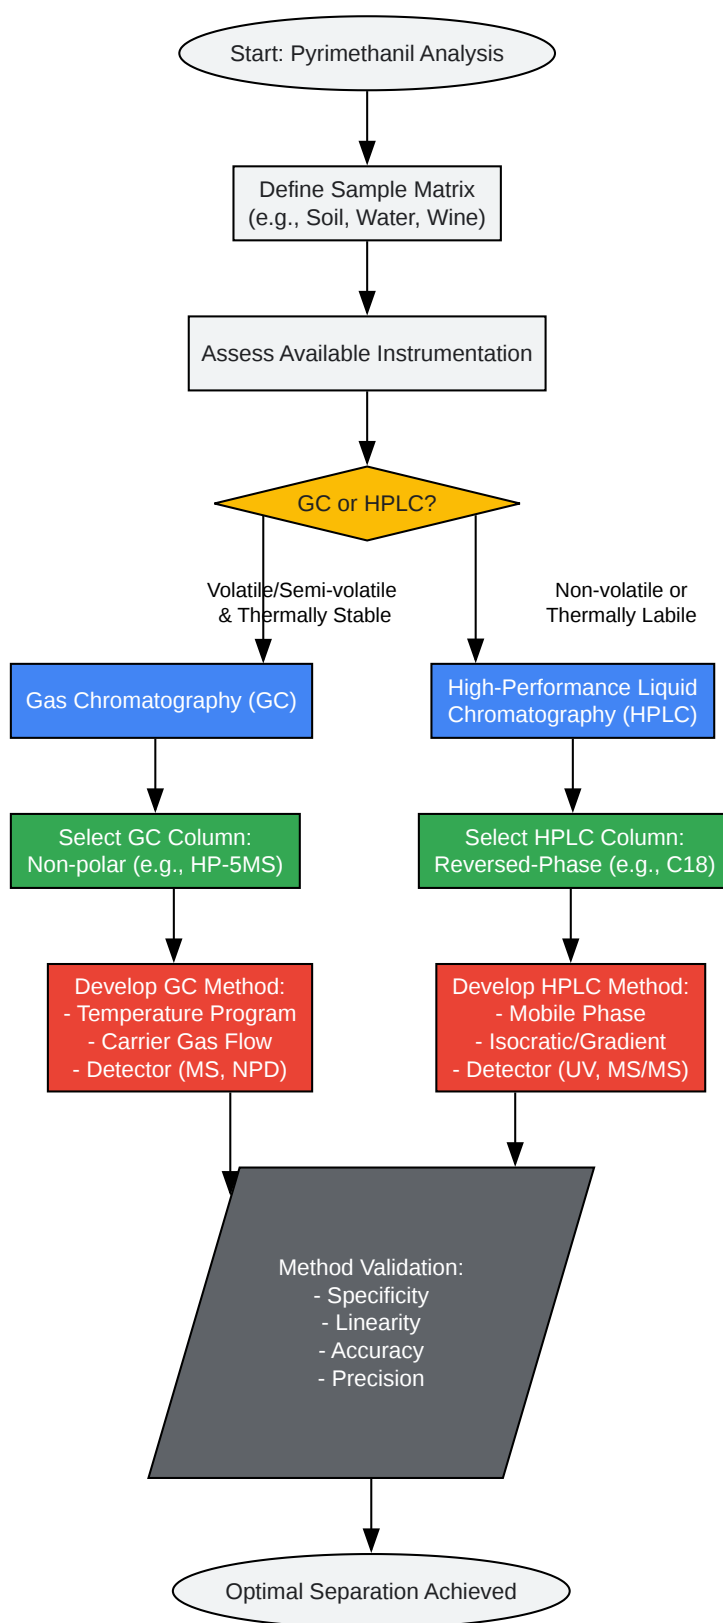 Start: Pyrimethanil Analysis
Define Sample Matrix
(e.g., Soil, Water, Wine)
Assess Available Instrumentation
GC or HPLC?
Volatile/Semi-volatile
& Thermally Stable
Non-volatile or
Thermally Labile
Gas Chromatography (GC)
High-Performance Liquid
Chromatography (HPLC)
Select GC Column:
Non-polar (e.g., HP-5MS)
Select HPLC Column:
Reversed-Phase (e.g., C18)
Develop GC Method:
- Temperature Program
- Carrier Gas Flow
- Detector (MS, NPD)
Develop HPLC Method:
- Mobile Phase
- Isocratic/Gradient
- Detector (UV, MS/MS)
Method Validation:
- Specificity
- Linearity
- Accuracy
- Precision
Optimal Separation Achieved